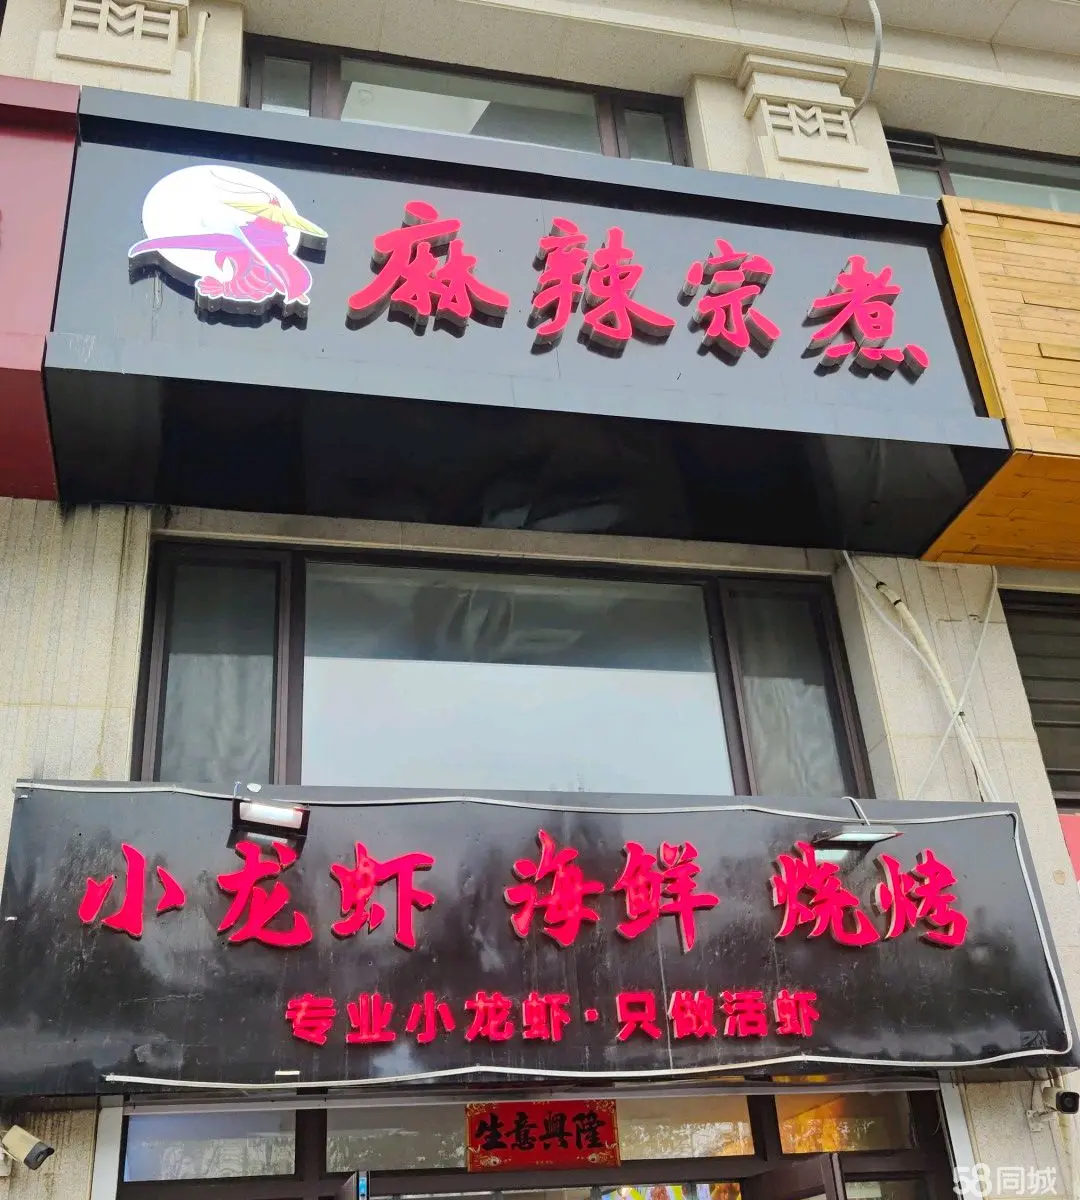 麻辣宗煮
小龙虾 海鲜 烧烤
专业小龙虾·只做活虾
生意興隆
58同城